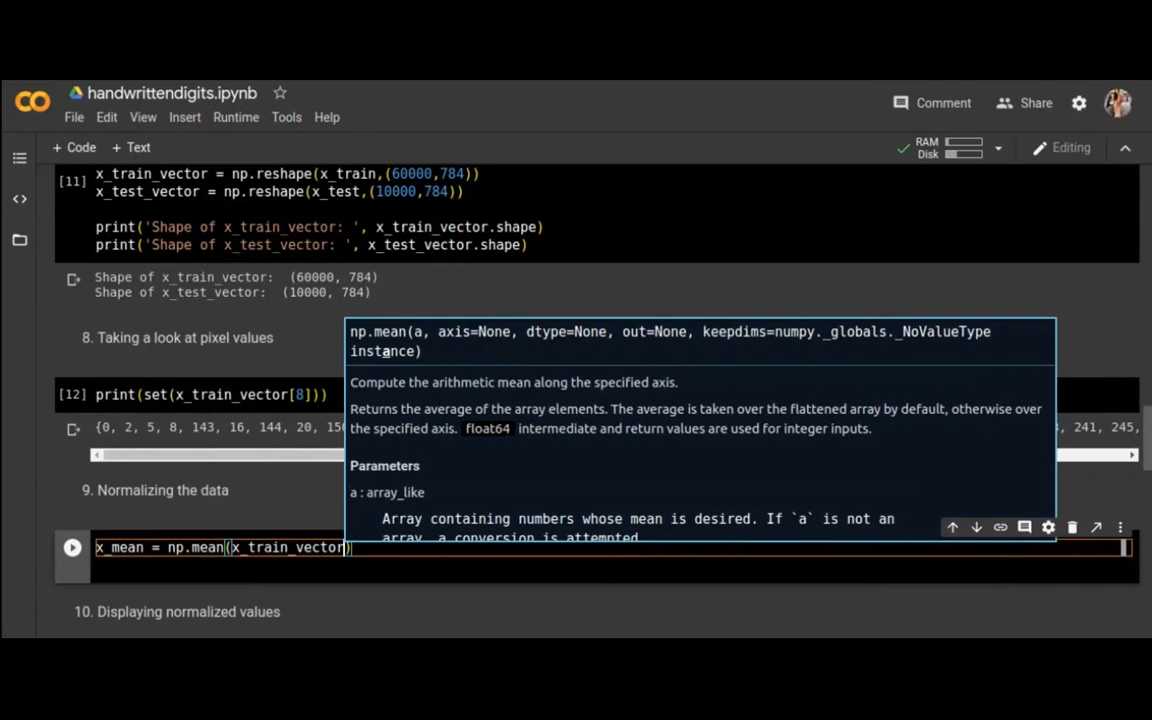 handwrittendigits.ipynb
Comment
Share
File Edit View Insert Runtime Tools Help
+ Code + Text
RAM
Disk
Editing
[11]
x_train_vector = np.reshape(x_train,(60000,784))
x_test_vector = np.reshape(x_test,(10000,784))
print('Shape of x_train_vector: ', x_train_vector.shape)
print('Shape of x_test_vector: ', x_test_vector.shape)
Shape of x_train_vector: (60000, 784)
Shape of x_test_vector: (10000, 784)
8. Taking a look at pixel values
np.mean(a, axis=None, dtype=None, out=None, keepdims=numpy._globals._NoValueType
instance)
Compute the arithmetic mean along the specified axis.
[12] print(set(x_train_vector[8]))
Returns the average of the array elements. The average is taken over the flattened array by default, otherwise over
the specified axis. float64 intermediate and return values are used for integer inputs.
{0, 2, 5, 8, 143, 16, 144, 20, 241, 245,
Parameters
9. Normalizing the data
a : array_like
Array containing numbers whose mean is desired. If `a` is not an
array, a conversion is attempted.
x_mean = np.mean(x_train_vector)
10. Displaying normalized values